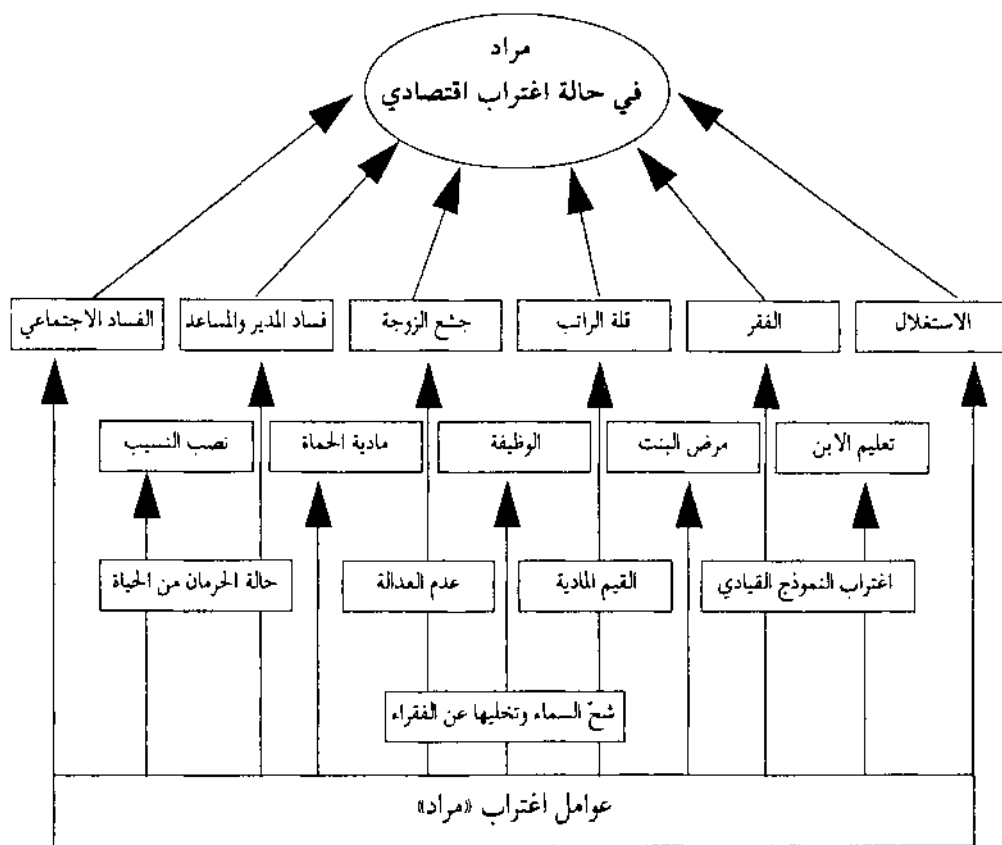 مراد
في حالة اغتراب اقتصادي
الاستغلال
الفقر
قلة الراتب
جشع الزوجة
فساد المدير والمساعد
الفساد الاجتماعي
تعليم الابن
مرض البنت
الوظيفة
مادية الحماة
نصب النسيب
اغتراب النموذج القيادي
القيم المادية
عدم العدالة
حالة الحرمان من الحياة
شحّ السماء وتخليها عن الفقراء
عوامل اغتراب «مراد»